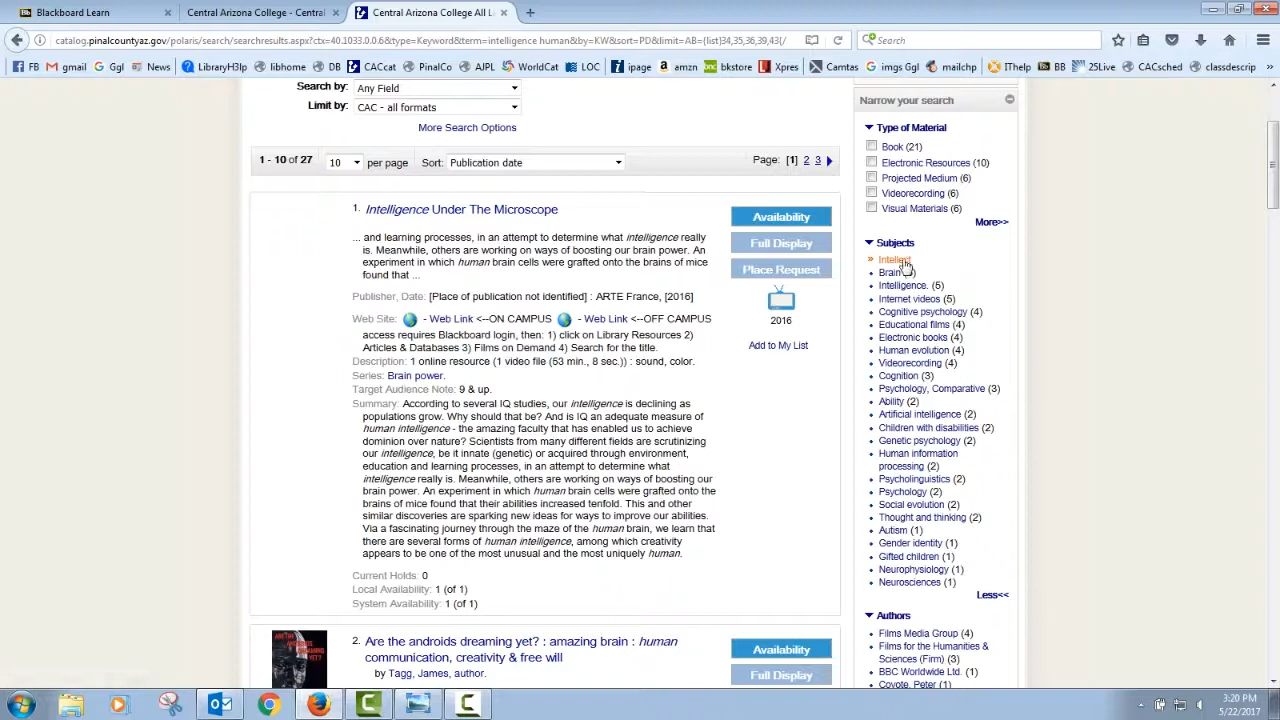 Blackboard Learn
Central Arizona College - Central
Central Arizona College All L
catalog.pinalcountyaz.gov/polaris/search/searchresults.aspx?ctx=40.1033.0.0.6&type=Keyword&term=intelligence human&by=KW&sort=PD&limit=AB={list}34,35,36,39,43{/
Search
FB gmail Ggl News LibraryH3lp libhome DB CACcat PinalCo AJPL WorldCat LOC ipage amzn bkstore Xpres Camtas imgs Ggl mailchp IThelp BB 25Live CACsched classdescrip
Search by: Any Field
Limit by: CAC - all formats
More Search Options
1 - 10 of 27 10 per page Sort: Publication date Page: [1] 2 3
1. Intelligence Under The Microscope
... and learning processes, in an attempt to determine what intelligence really
is. Meanwhile, others are working on ways of boosting our brain power. An
experiment in which human brain cells were grafted onto the brains of mice
found that ...
Publisher, Date: [Place of publication not identified] : ARTE France, [2016]
Web Site: - Web Link <--ON CAMPUS - Web Link <--OFF CAMPUS
access requires Blackboard login, then: 1) click on Library Resources 2)
Articles & Databases 3) Films on Demand 4) Search for the title.
Description: 1 online resource (1 video file (53 min., 8 sec.)) : sound, color.
Series: Brain power.
Target Audience Note: 9 & up.
Summary: According to several IQ studies, our intelligence is declining as
populations grow. Why should that be? And is IQ an adequate measure of
human intelligence - the amazing faculty that has enabled us to achieve
dominion over nature? Scientists from many different fields are scrutinizing
our intelligence, be it innate (genetic) or acquired through environment,
education and learning processes, in an attempt to determine what
intelligence really is. Meanwhile, others are working on ways of boosting our
brain power. An experiment in which human brain cells were grafted onto the
brains of mice found that their abilities increased tenfold. This and other
similar discoveries are sparking new ideas for ways to improve our abilities.
Via a fascinating journey through the maze of the human brain, we learn that
there are several forms of human intelligence, among which creativity
appears to be one of the most unusual and the most uniquely human.
Current Holds: 0
Local Availability: 1 (of 1)
System Availability: 1 (of 1)
Availability
Full Display
Place Request
2016
Add to My List
ARE THE
ANDROIDS
DREAMING
YET?
2. Are the androids dreaming yet? : amazing brain : human
communication, creativity & free will
by Tagg, James, author.
Availability
Full Display
Narrow your search
Type of Material
Book (21)
Electronic Resources (10)
Projected Medium (6)
Videorecording (6)
Visual Materials (6)
More>>
Subjects
Intellect
Brain
Intelligence. (6)
Internet videos (5)
Cognitive psychology (4)
Educational films (4)
Electronic books (4)
Human evolution (4)
Videorecording (4)
Cognition (3)
Psychology, Comparative (3)
Ability (2)
Artificial intelligence (2)
Children with disabilities (2)
Genetic psychology (2)
Human information
processing (2)
Psycholinguistics (2)
Psychology (2)
Social evolution (2)
Thought and thinking (2)
Autism (1)
Gender identity (1)
Gifted children (1)
Neurophysiology (1)
Neurosciences (1)
Less<<
Authors
Films Media Group (4)
Films for the Humanities &
Sciences (Firm) (3)
BBC Worldwide Ltd. (1)
Coyote, Peter (1)
3:20 PM
5/22/2017